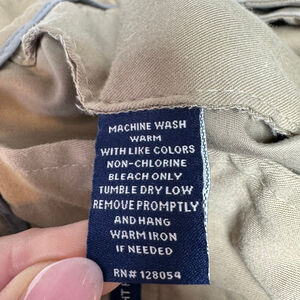 MACHINE WASH
WARM
WITH LIKE COLORS
NON-CHLORINE
BLEACH ONLY
TUMBLE DRY LOW
REMOVE PROMPTLY
AND HANG
WARM IRON
IF NEEDED
RN# 128054